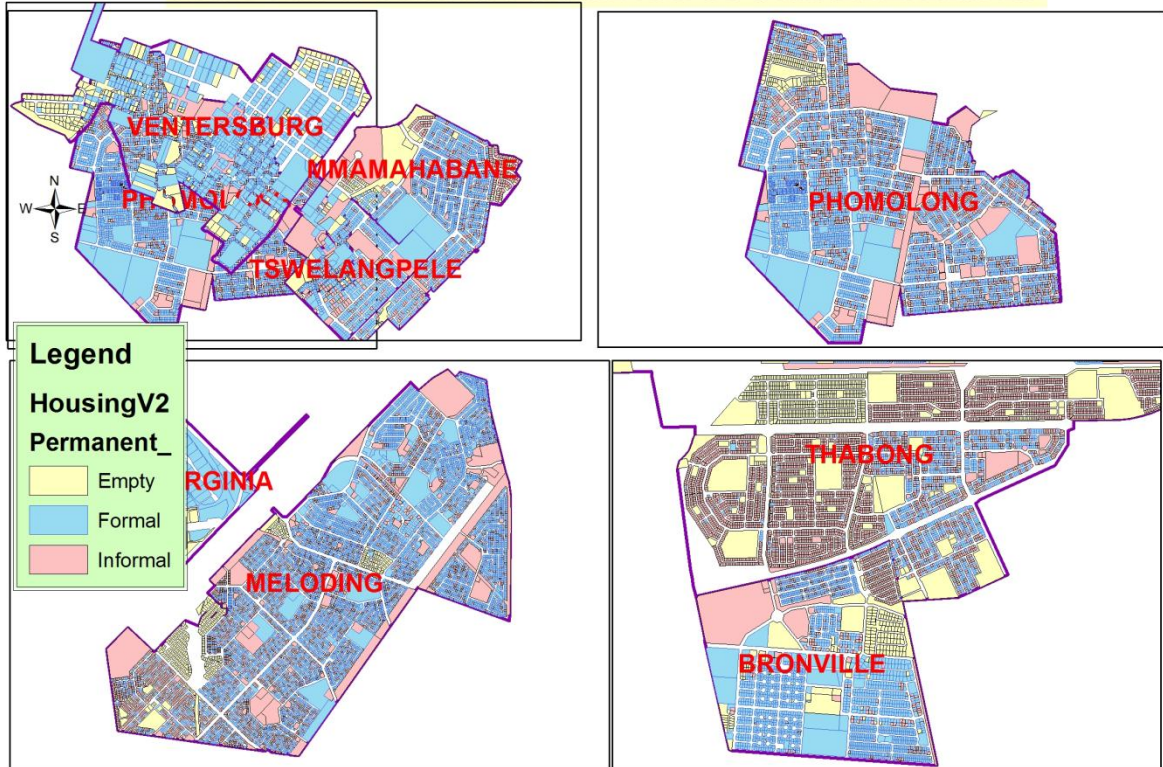 VENTERSBURG
MMAMAHABANE
TSWELANGPELE
N
W E
S
PHOMOLONG
Legend
HousingV2
Permanent_
Empty
Formal
Informal
RGINIA
MELODING
THABONG
BRONVILLE